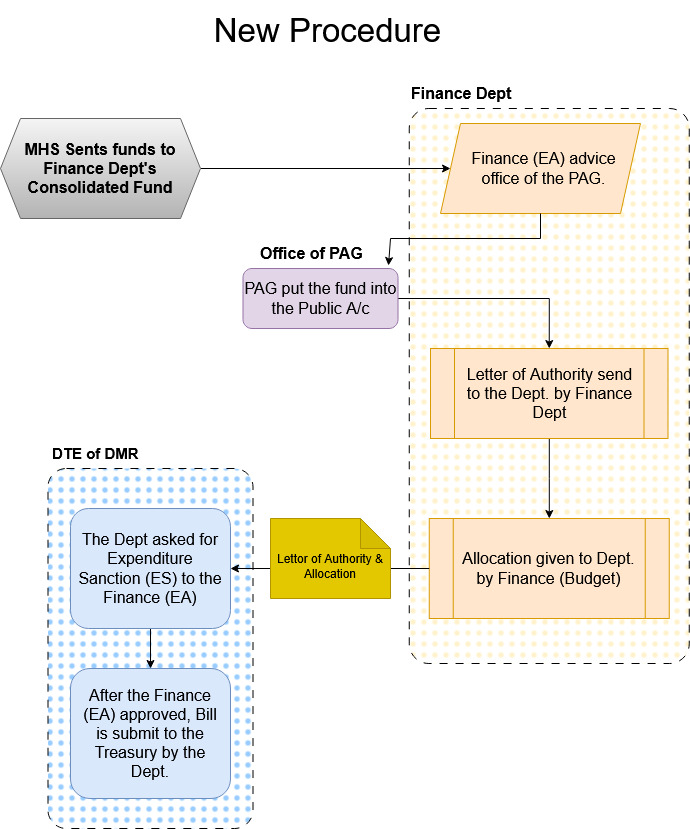 New Procedure
Finance Dept
MHS Sents funds to
Finance Dept's
Consolidated Fund
Finance (EA) advice
office of the PAG.
Office of PAG
PAG put the fund into
the Public A/c
Letter of Authority send
to the Dept. by Finance
Dept
DTE of DMR
The Dept asked for
Expenditure
Sanction (ES) to the
Finance (EA)
Lettor of Authority &
Allocation
Allocation given to Dept.
by Finance (Budget)
After the Finance
(EA) approved, Bill
is submit to the
Treasury by the
Dept.